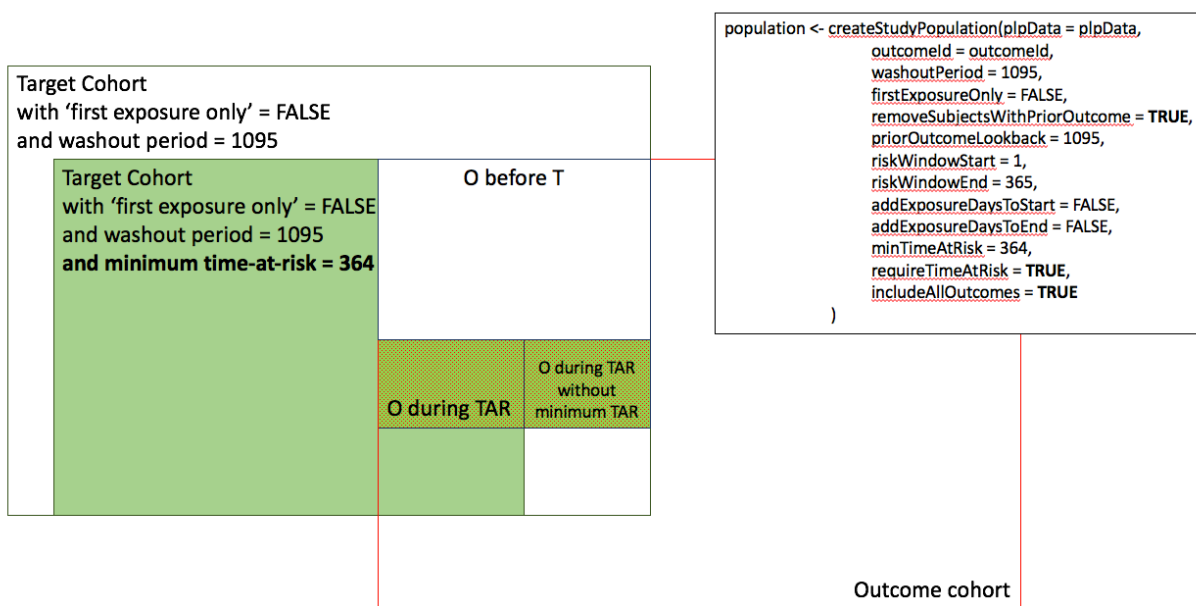 Target Cohort
with ‘first exposure only’ = FALSE
and washout period = 1095
Target Cohort
with ‘first exposure only’ = FALSE
and washout period = 1095
and minimum time-at-risk = 364
O before T
O during TAR
O during TAR
without
minimum TAR
population <- createStudyPopulation(plpData = plpData,
outcomeId = outcomeId,
washoutPeriod = 1095,
firstExposureOnly = FALSE,
removeSubjectsWithPriorOutcome = TRUE,
priorOutcomeLookback = 1095,
riskWindowStart = 1,
riskWindowEnd = 365,
addExposureDaysToStart = FALSE,
addExposureDaysToEnd = FALSE,
minTimeAtRisk = 364,
requireTimeAtRisk = TRUE,
includeAllOutcomes = TRUE
)
Outcome cohort